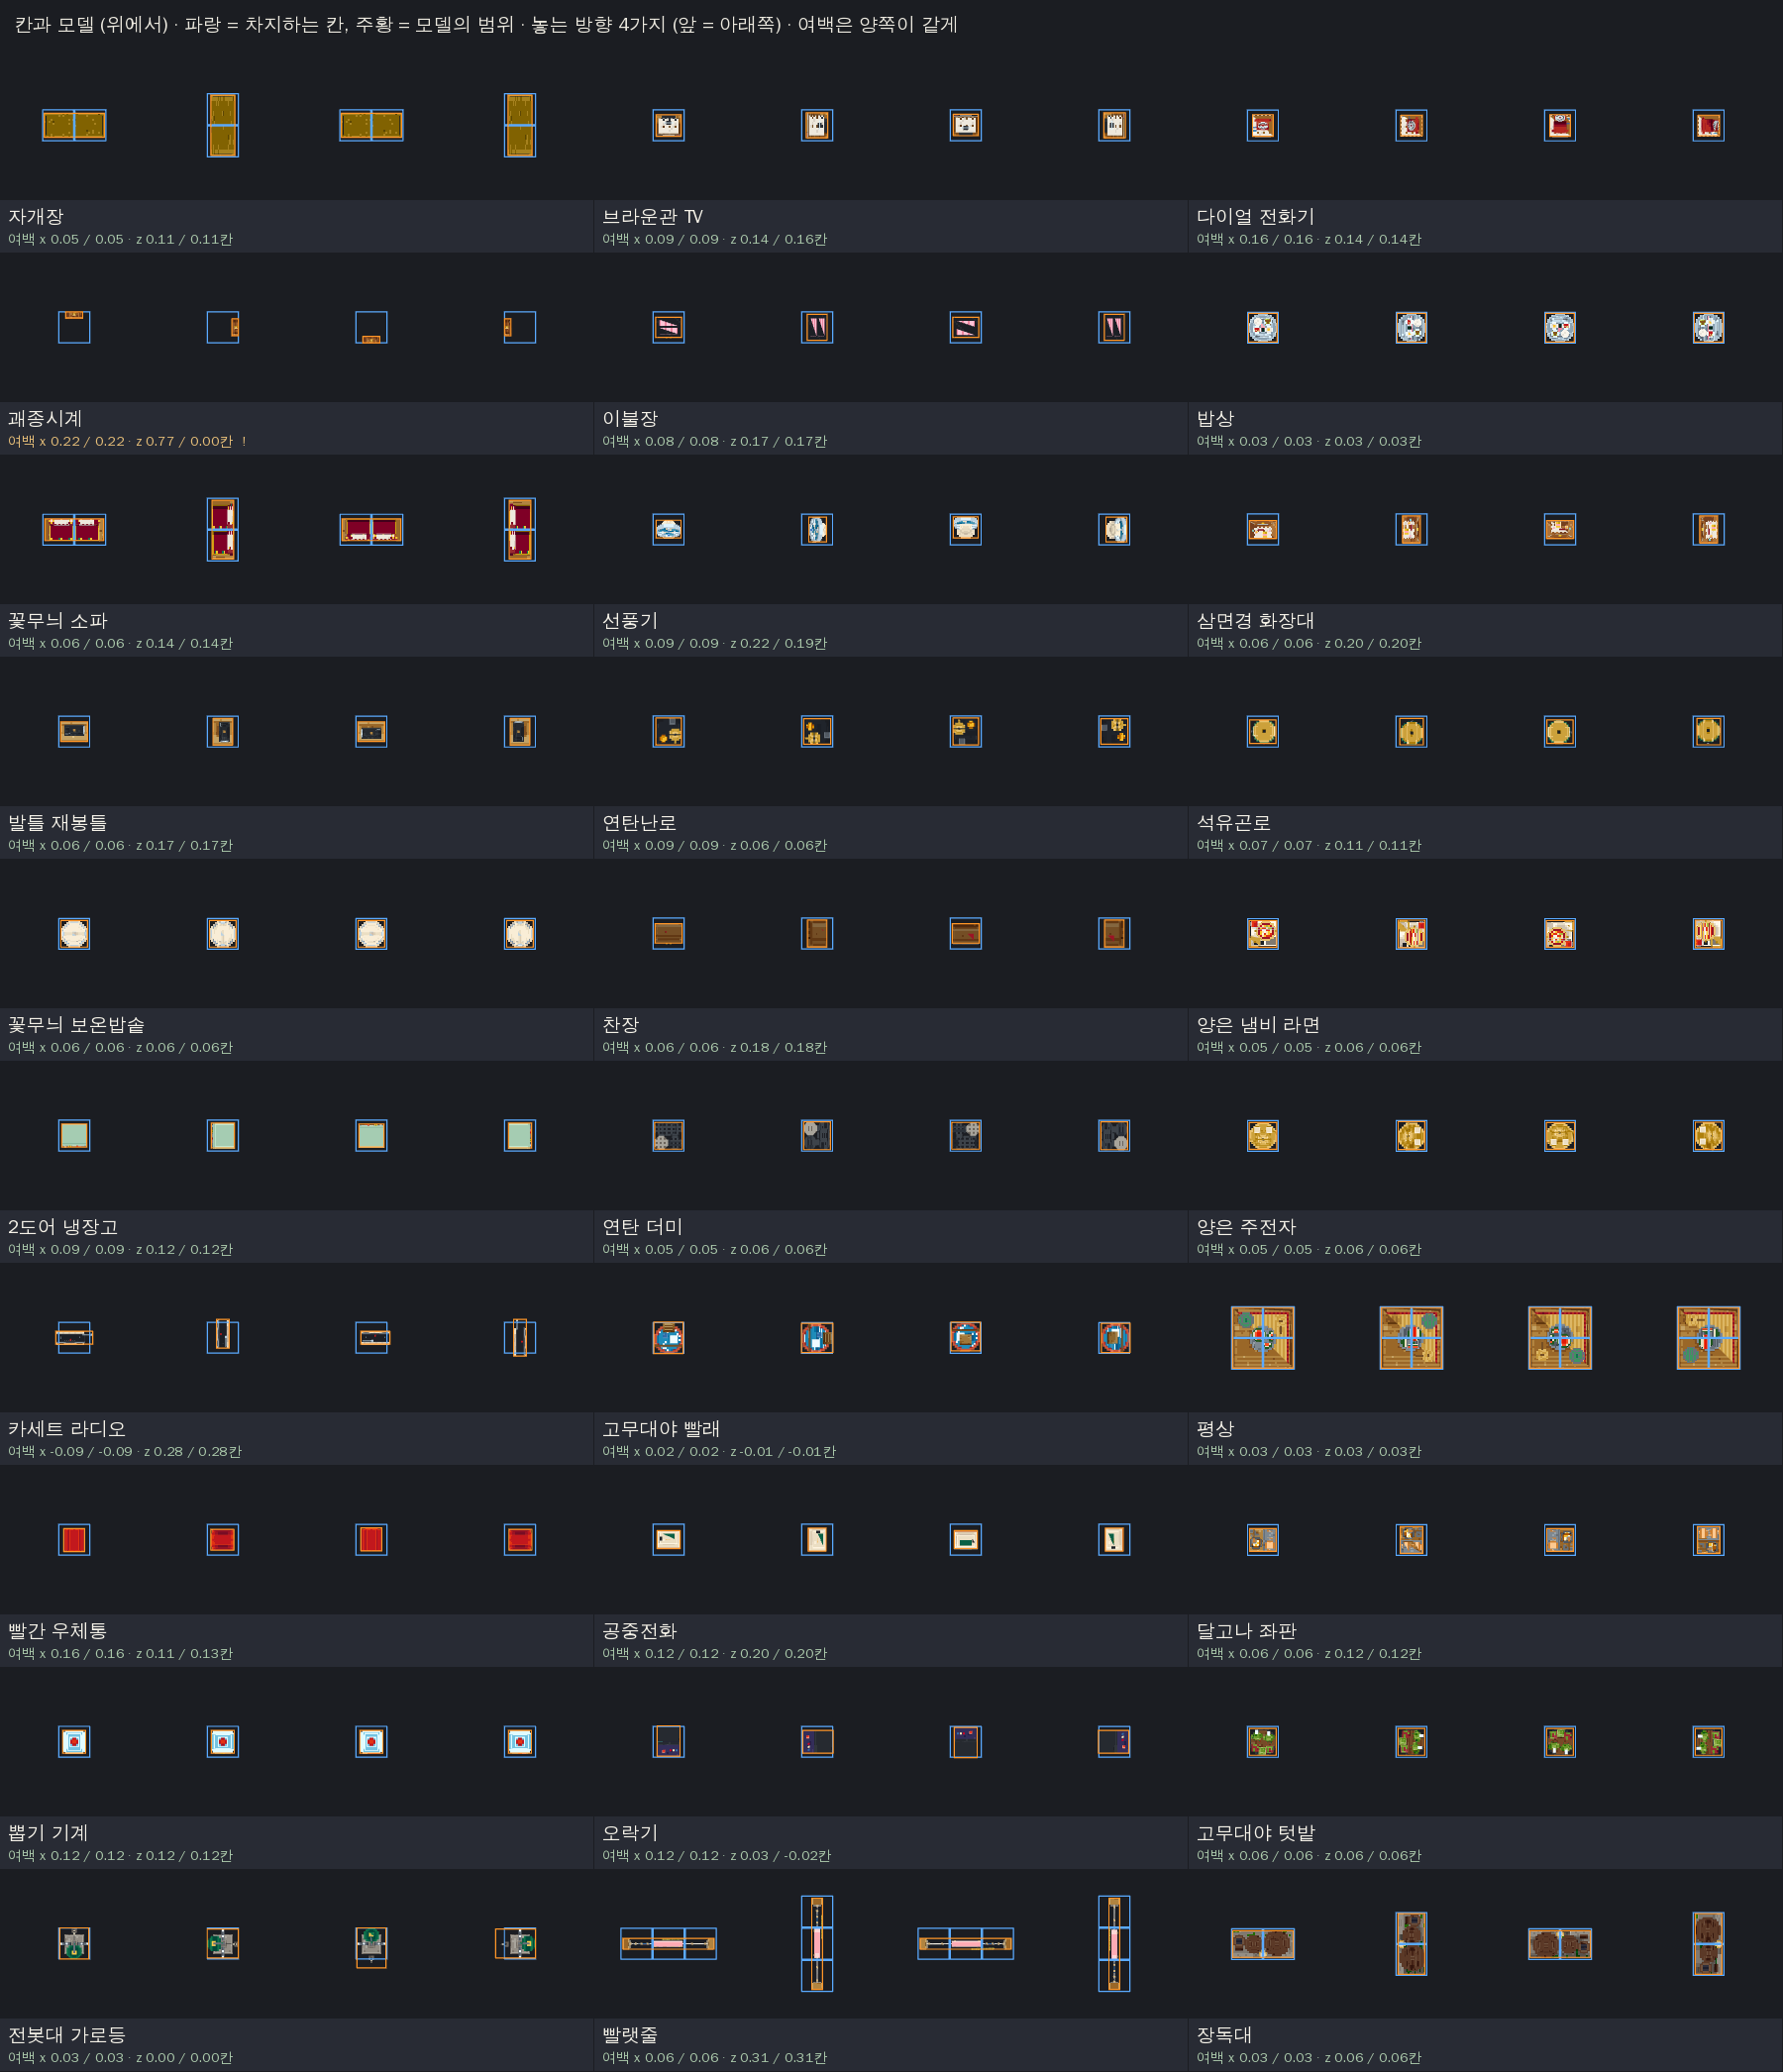 칸과 모델 (위에서) · 파랑 = 차지하는 칸, 주황 = 모델의 범위 · 놓는 방향 4가지 (앞 = 아래쪽) · 여백은 양쪽이 같게
자개장
여백 x 0.05 / 0.05 · z 0.11 / 0.11칸
브라운관 TV
여백 x 0.09 / 0.09 · z 0.14 / 0.16칸
다이얼 전화기
여백 x 0.16 / 0.16 · z 0.14 / 0.14칸
괘종시계
여백 x 0.22 / 0.22 · z 0.77 / 0.00칸 !
이불장
여백 x 0.08 / 0.08 · z 0.17 / 0.17칸
밥상
여백 x 0.03 / 0.03 · z 0.03 / 0.03칸
꽃무늬 소파
여백 x 0.06 / 0.06 · z 0.14 / 0.14칸
선풍기
여백 x 0.09 / 0.09 · z 0.22 / 0.19칸
삼면경 화장대
여백 x 0.06 / 0.06 · z 0.20 / 0.20칸
발틀 재봉틀
여백 x 0.06 / 0.06 · z 0.17 / 0.17칸
연탄난로
여백 x 0.09 / 0.09 · z 0.06 / 0.06칸
석유곤로
여백 x 0.07 / 0.07 · z 0.11 / 0.11칸
꽃무늬 보온밥솥
여백 x 0.06 / 0.06 · z 0.06 / 0.06칸
찬장
여백 x 0.06 / 0.06 · z 0.18 / 0.18칸
양은 냄비 라면
여백 x 0.05 / 0.05 · z 0.06 / 0.06칸
2도어 냉장고
여백 x 0.09 / 0.09 · z 0.12 / 0.12칸
연탄 더미
여백 x 0.05 / 0.05 · z 0.06 / 0.06칸
양은 주전자
여백 x 0.05 / 0.05 · z 0.06 / 0.06칸
카세트 라디오
여백 x -0.09 / -0.09 · z 0.28 / 0.28칸
고무대야 빨래
여백 x 0.02 / 0.02 · z -0.01 / -0.01칸
평상
여백 x 0.03 / 0.03 · z 0.03 / 0.03칸
빨간 우체통
여백 x 0.16 / 0.16 · z 0.11 / 0.13칸
공중전화
여백 x 0.12 / 0.12 · z 0.20 / 0.20칸
달고나 좌판
여백 x 0.06 / 0.06 · z 0.12 / 0.12칸
뽑기 기계
여백 x 0.12 / 0.12 · z 0.12 / 0.12칸
오락기
여백 x 0.12 / 0.12 · z 0.03 / -0.02칸
고무대야 텃밭
여백 x 0.06 / 0.06 · z 0.06 / 0.06칸
전봇대 가로등
여백 x 0.03 / 0.03 · z 0.00 / 0.00칸
빨랫줄
여백 x 0.06 / 0.06 · z 0.31 / 0.31칸
장독대
여백 x 0.03 / 0.03 · z 0.06 / 0.06칸